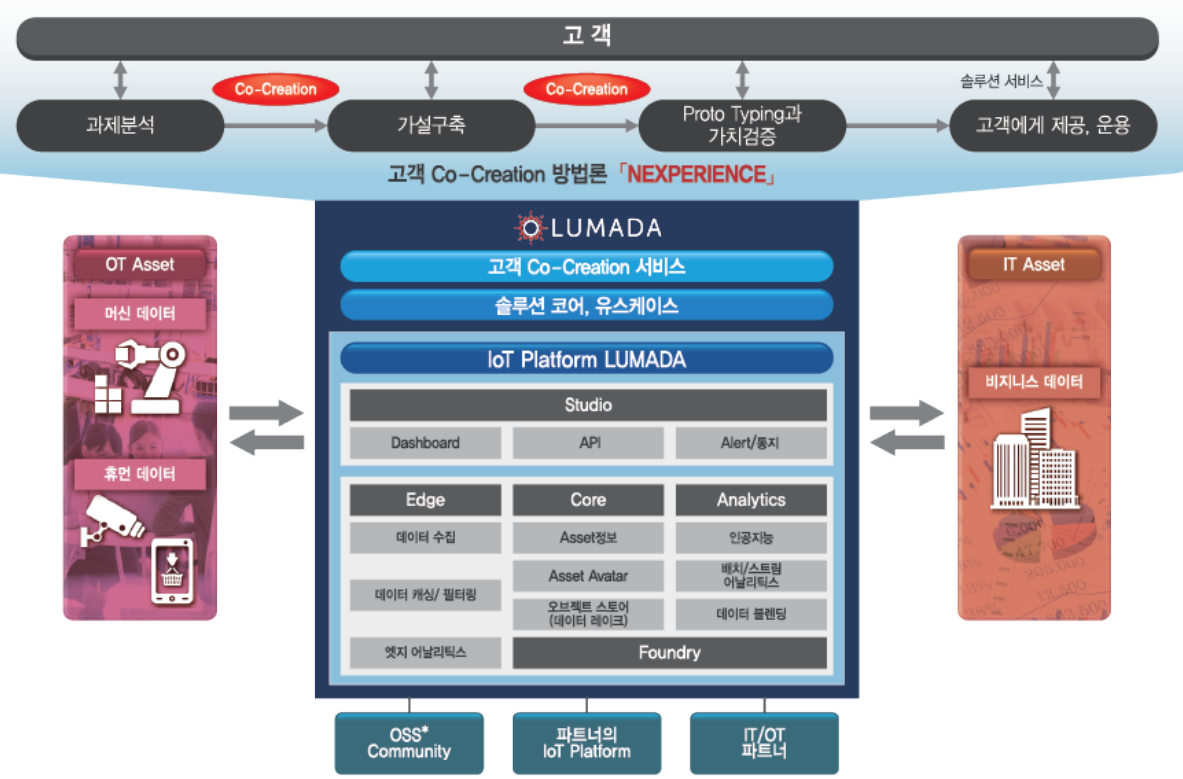 고 객
솔루션 서비스
Co-Creation
Co-Creation
과제분석
가설구축
Proto Typing과
가치검증
고객에게 제공, 운용
고객 Co-Creation 방법론 「NEXPERIENCE」
LUMADA
고객 Co-Creation 서비스
솔루션 코어, 유스케이스
OT Asset
머신 데이터
휴먼 데이터
IoT Platform LUMADA
Studio
Dashboard
API
Alert/통지
Edge
데이터 수집
데이터 캐싱/ 필터링
엣지 어날리틱스
Core
Asset정보
Asset Avatar
오브젝트 스토어
(데이터 레이크)
Analytics
인공지능
배치/스트림
어날리틱스
데이터 블렌딩
Foundry
IT Asset
비지니스 데이터
OSS*
Community
파트너의
IoT Platform
IT/OT
파트너